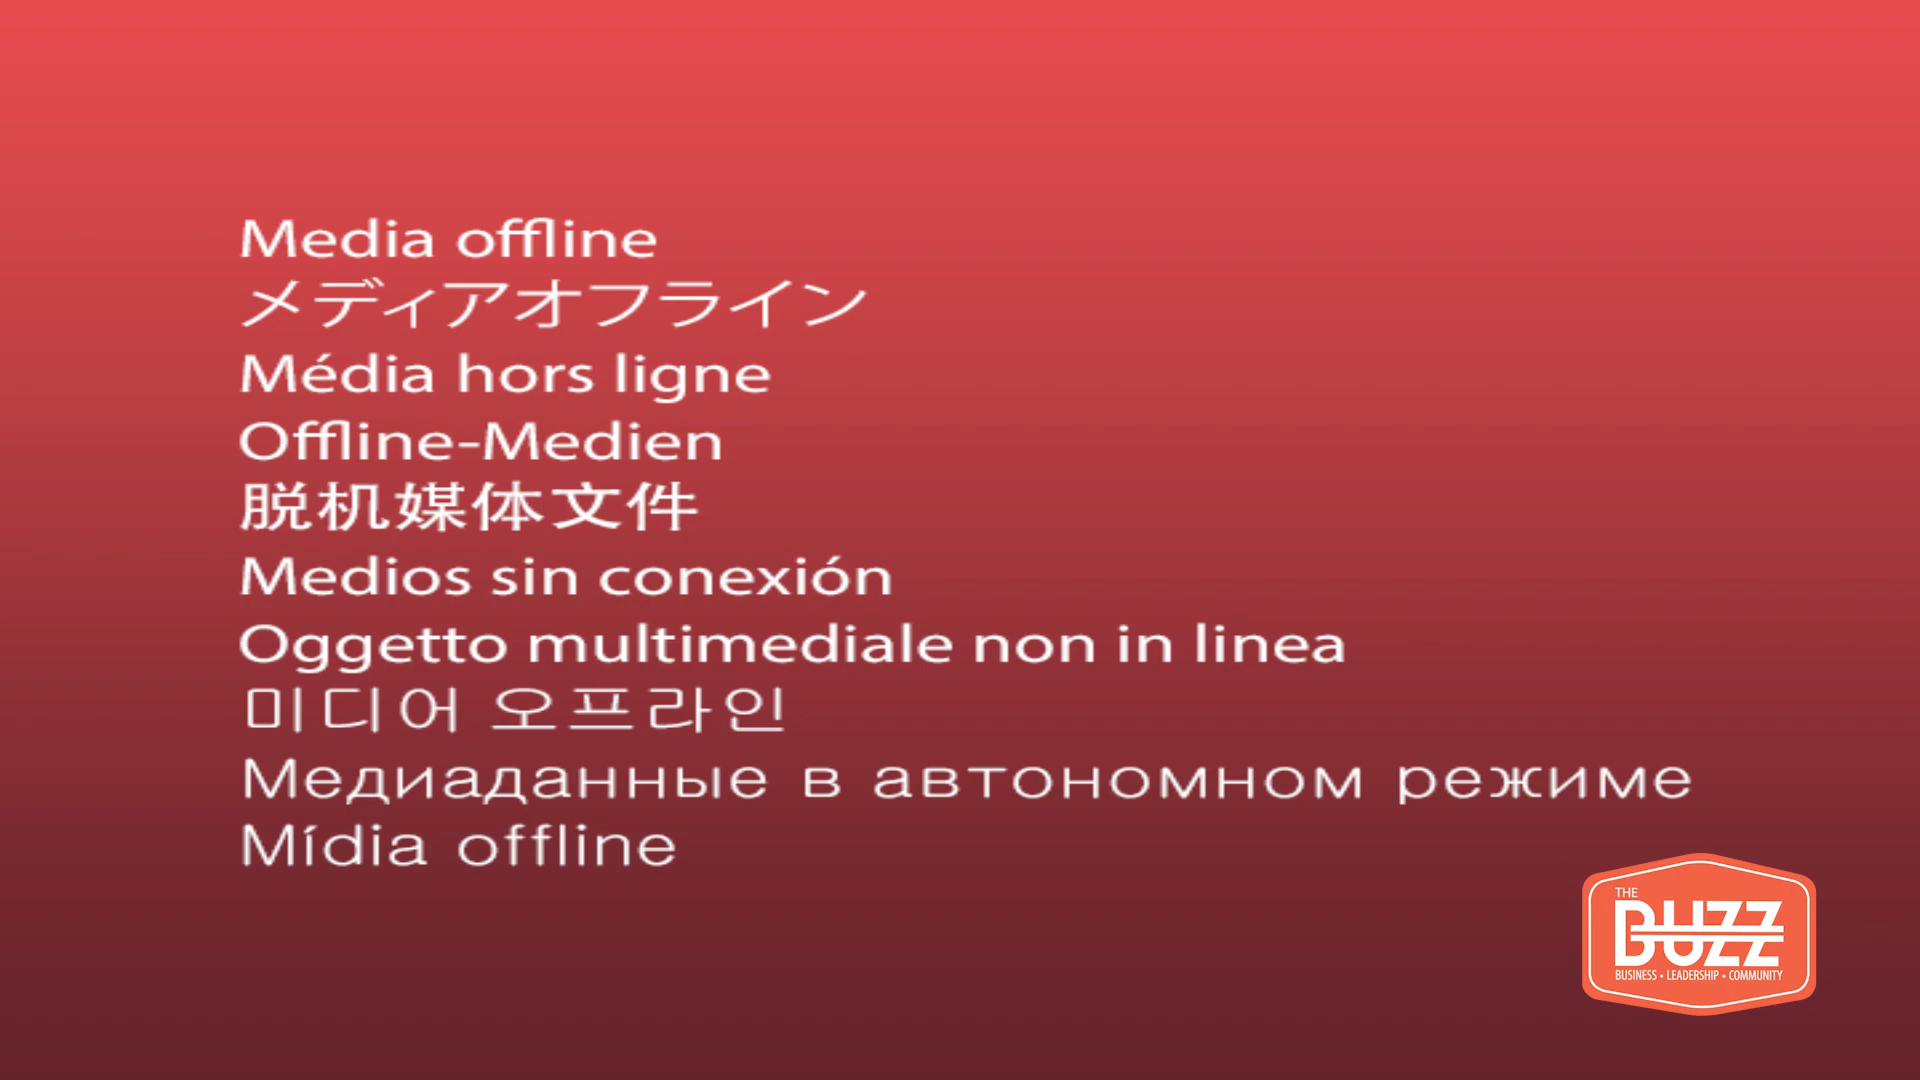 Media offline
メディアオフライン
Média hors ligne
Offline-Medien
脱机媒体文件
Medios sin conexión
Oggetto multimediale non in linea
미디어 오프라인
Медиаданные в автономном режиме
Mídia offline
THE
BUZZ
BUSINESS • LEADERSHIP • COMMUNITY